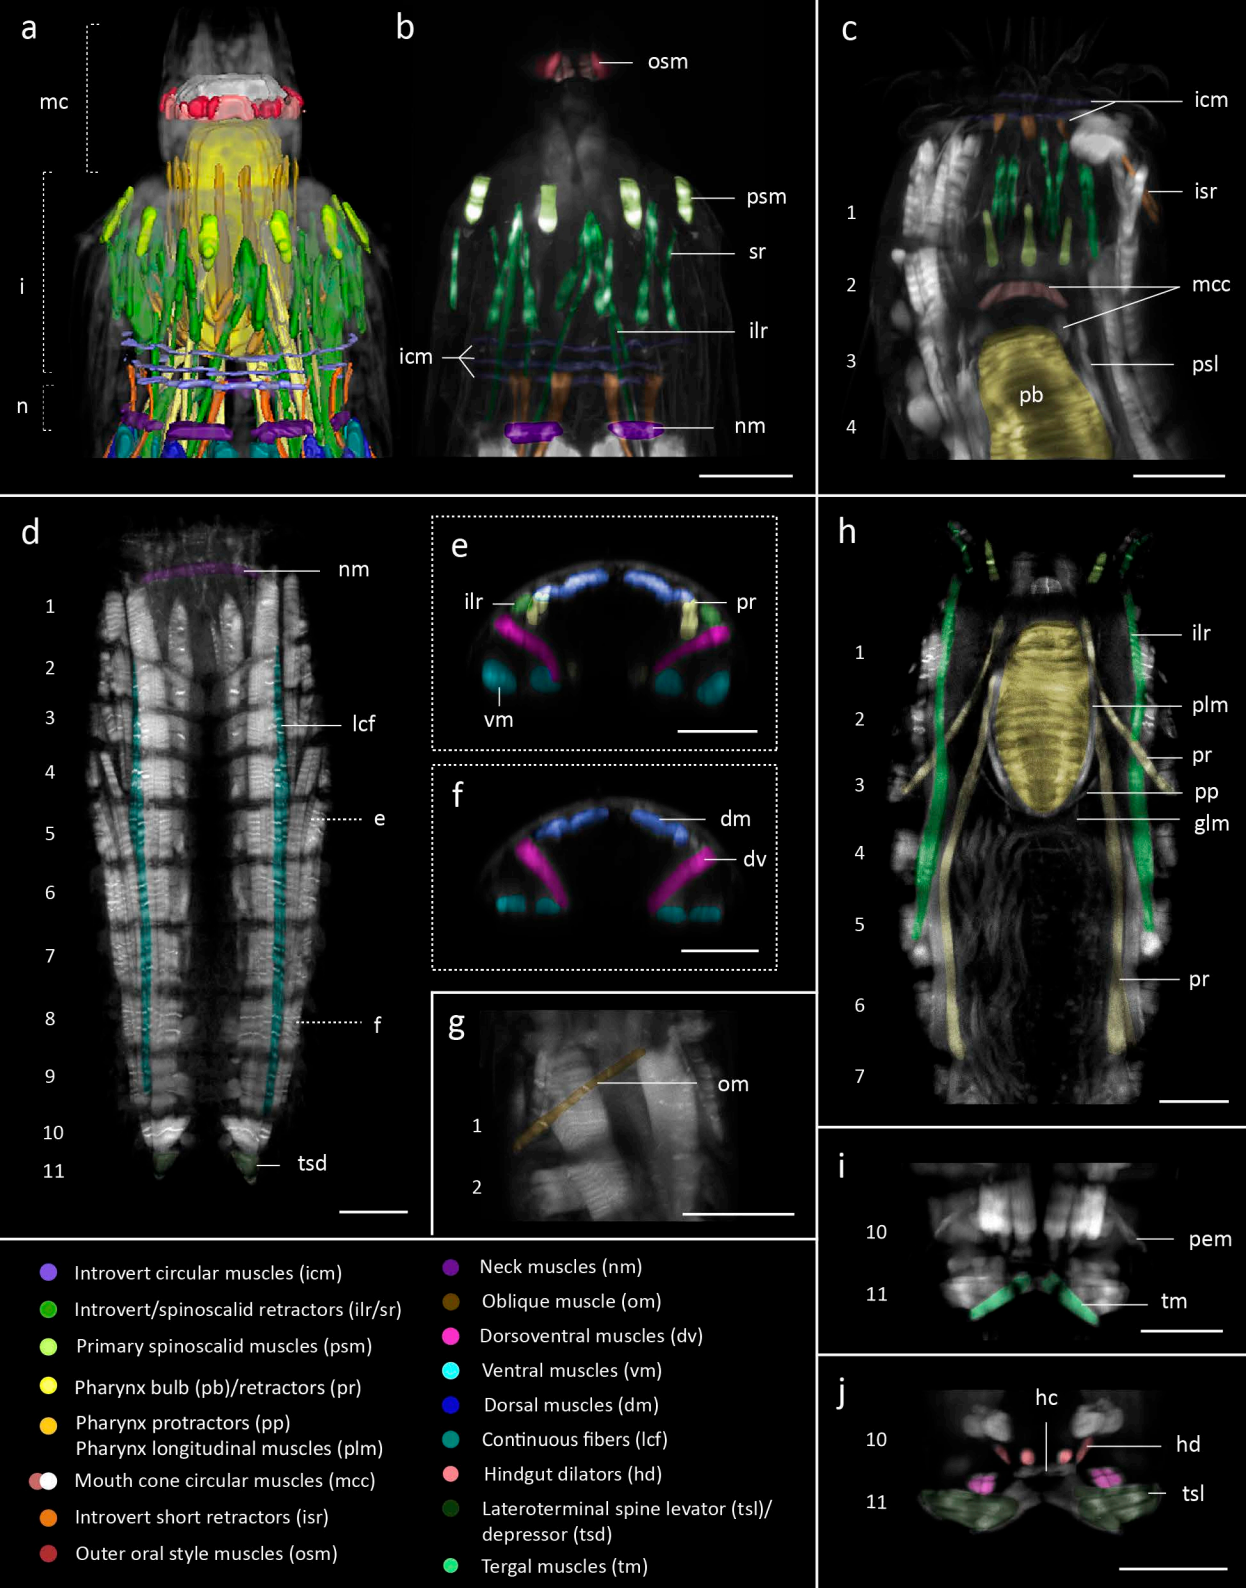 a
mc
i
n
b
osm
psm
sr
ilr
icm
nm
c
icm
isr
mcc
psl
pb
1
2
3
4
d
nm
lcf
e
f
tsd
1
2
3
4
5
6
7
8
9
10
11
e
ilr
pr
vm
f
dm
dv
g
om
1
2
h
ilr
plm
pr
pp
glm
pr
1
2
3
4
5
6
7
i
10
11
pem
tm
j
hc
hd
tsl
10
11
Introvert circular muscles (icm)
Introvert/spinoscalid retractors (ilr/sr)
Primary spinoscalid muscles (psm)
Pharynx bulb (pb)/retractors (pr)
Pharynx protractors (pp)
Pharynx longitudinal muscles (plm)
Mouth cone circular muscles (mcc)
Introvert short retractors (isr)
Outer oral style muscles (osm)
Neck muscles (nm)
Oblique muscle (om)
Dorsoventral muscles (dv)
Ventral muscles (vm)
Dorsal muscles (dm)
Continuous fibers (lcf)
Hindgut dilators (hd)
Lateroterminal spine levator (tsl)/
depressor (tsd)
Tergal muscles (tm)